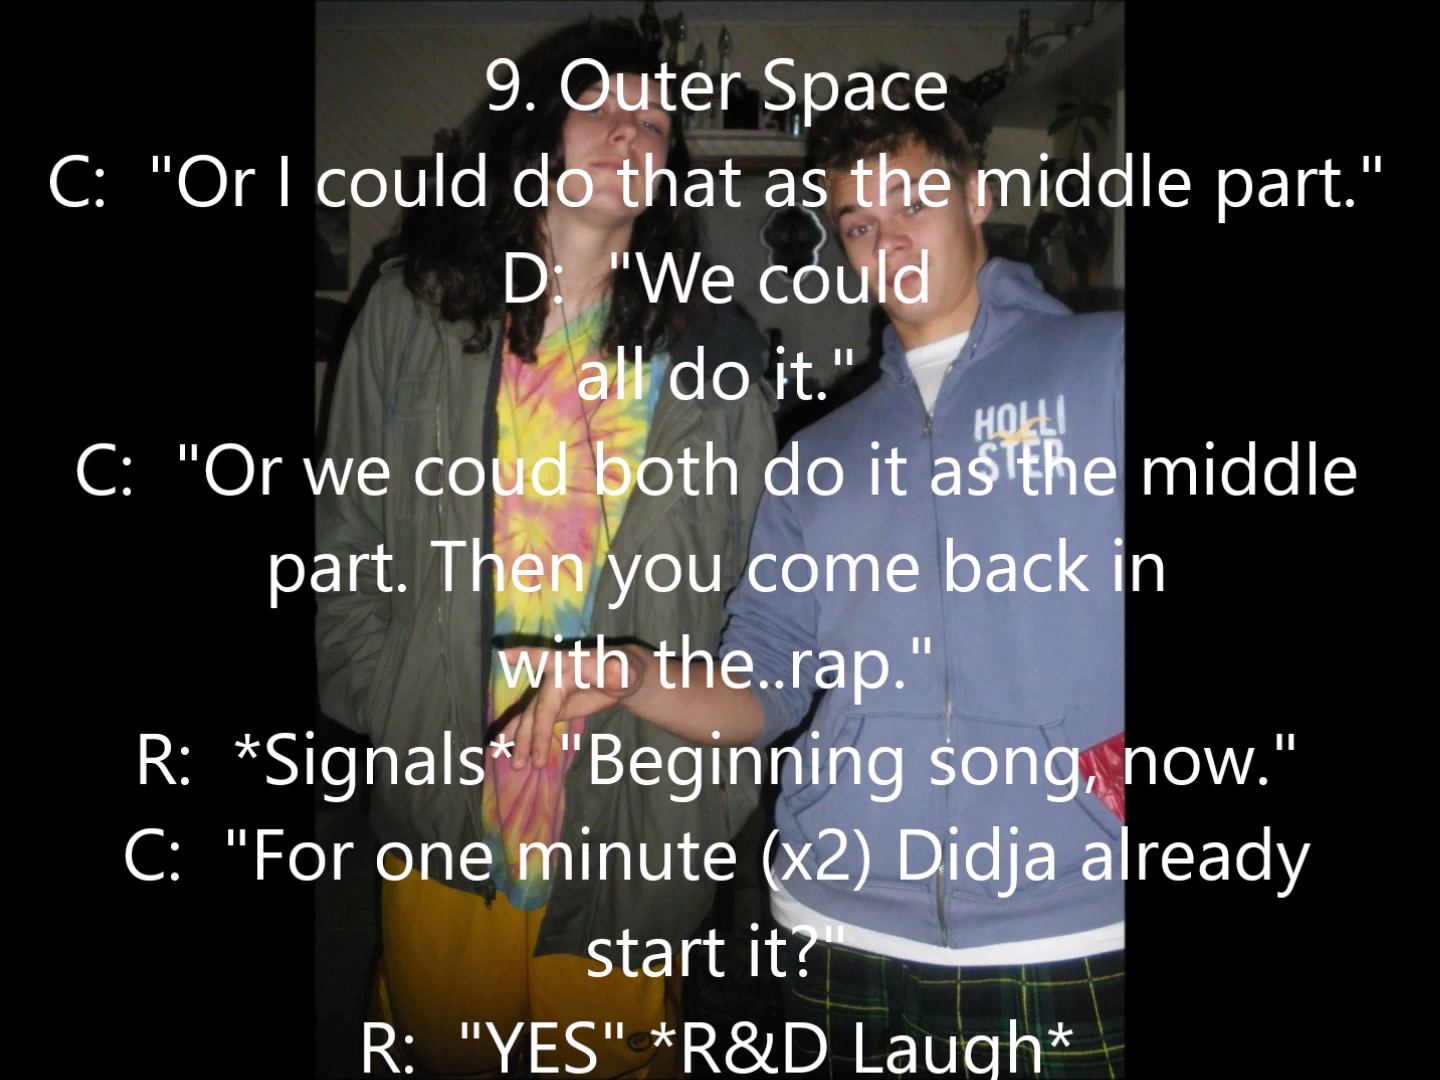 9. Outer Space
C:  "Or I could do that as the middle part."
D:  "We could
all do it."
C:  "Or we coud both do it as the middle
part. Then you come back in
with the..rap."
R:  *Signals*  "Beginning song, now."
C:  "For one minute (x2) Didja already
start it?"
R:  "YES" *R&D Laugh*
HOLLI
STER